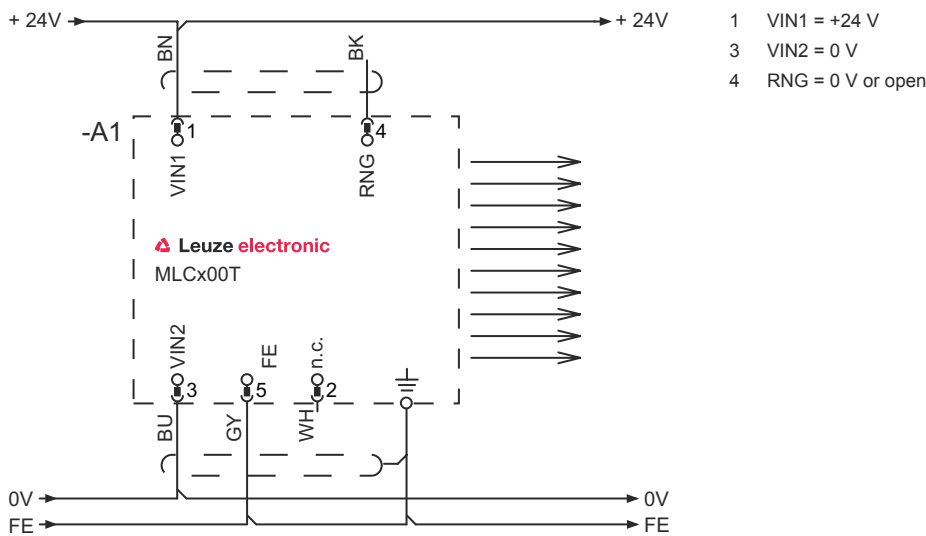 + 24V
+ 24V
1 VIN1 = +24 V
3 VIN2 = 0 V
4 RNG = 0 V or open
BN
BK
-A1
1
4
VIN1
RNG
Leuze electronic
MLCx00T
VIN2
FE
n.c.
3
5
2
BU
GY
WH
0V
0V
FE
FE